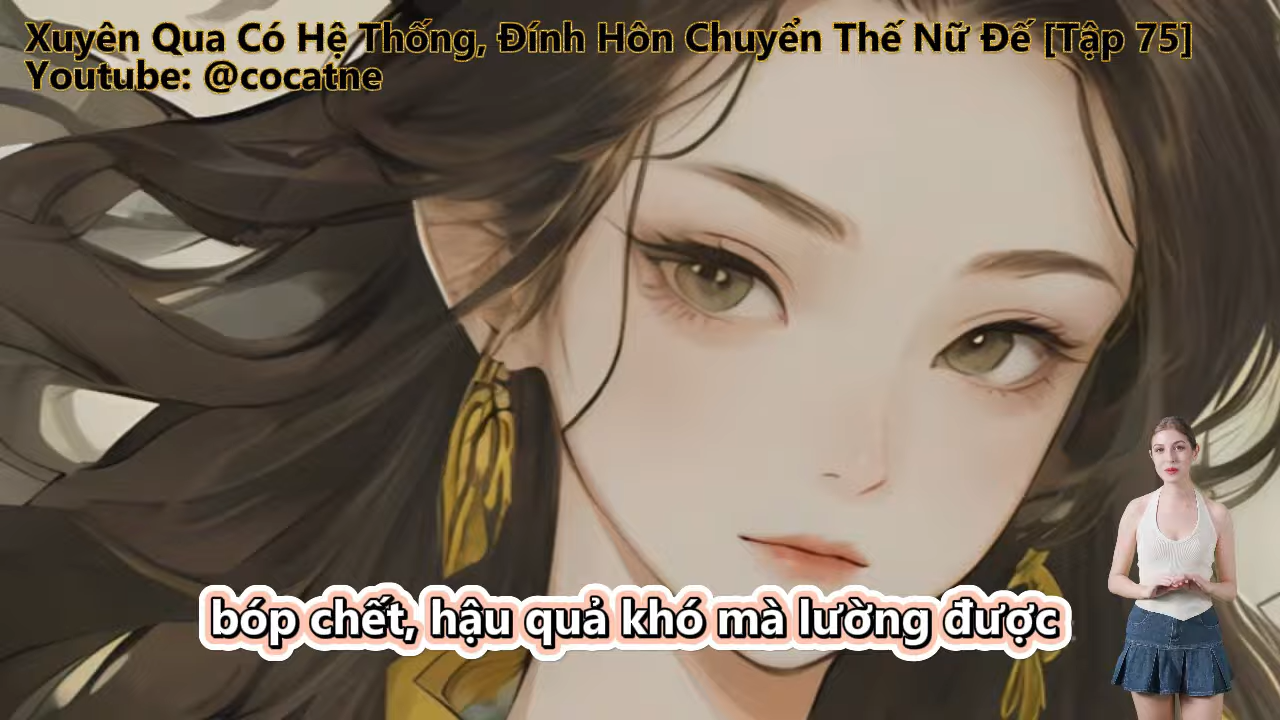 Xuyên Qua Có Hệ Thống, Đính Hôn Chuyển Thế Nữ Đế [Tập 75]
Youtube: @cocatne
bóp chết, hậu quả khó mà lường được